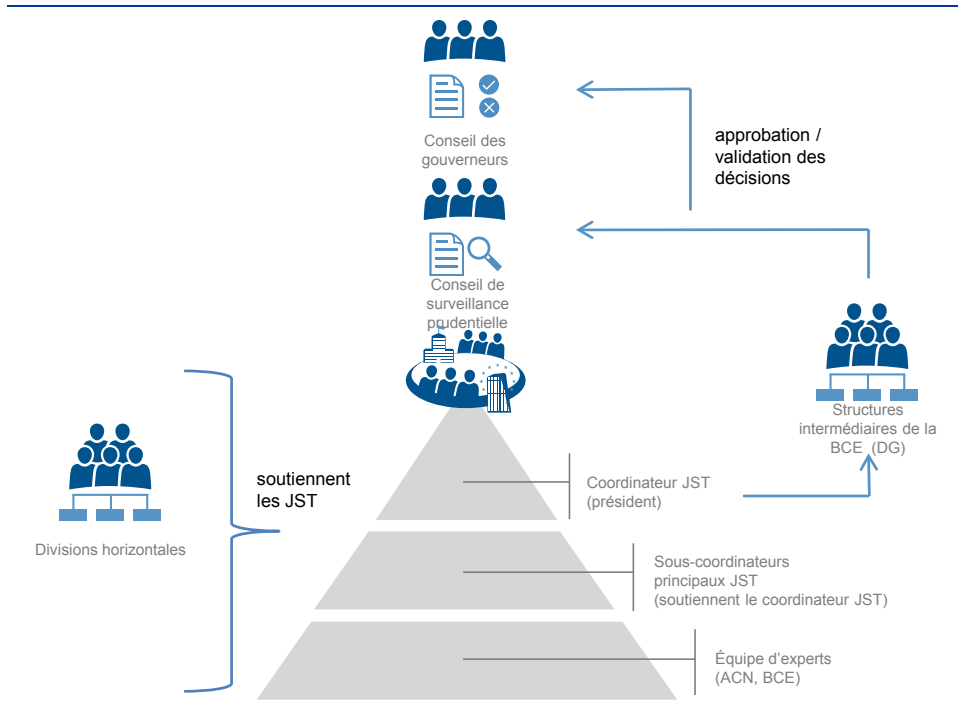 Conseil des
gouverneurs
approbation /
validation des
décisions
Conseil de
surveillance
prudentielle
Structures
intermédiaires de la
BCE (DG)
soutiennent
les JST
Divisions horizontales
Coordinateur JST
(président)
Sous-coordinateurs
principaux JST
(soutiennent le coordinateur JST)
Équipe d'experts
(ACN, BCE)